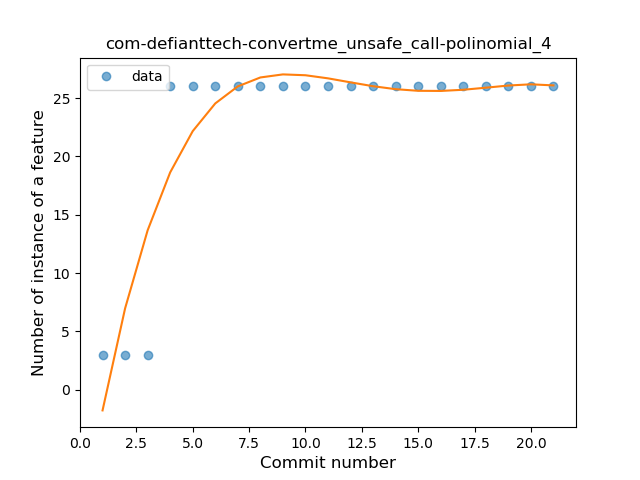 com-defianttech-convertme_unsafe_call-polinomial_4
data
Number of instance of a feature
25
20
15
10
5
0
0.0 2.5 5.0 7.5 10.0 12.5 15.0 17.5 20.0
Commit number